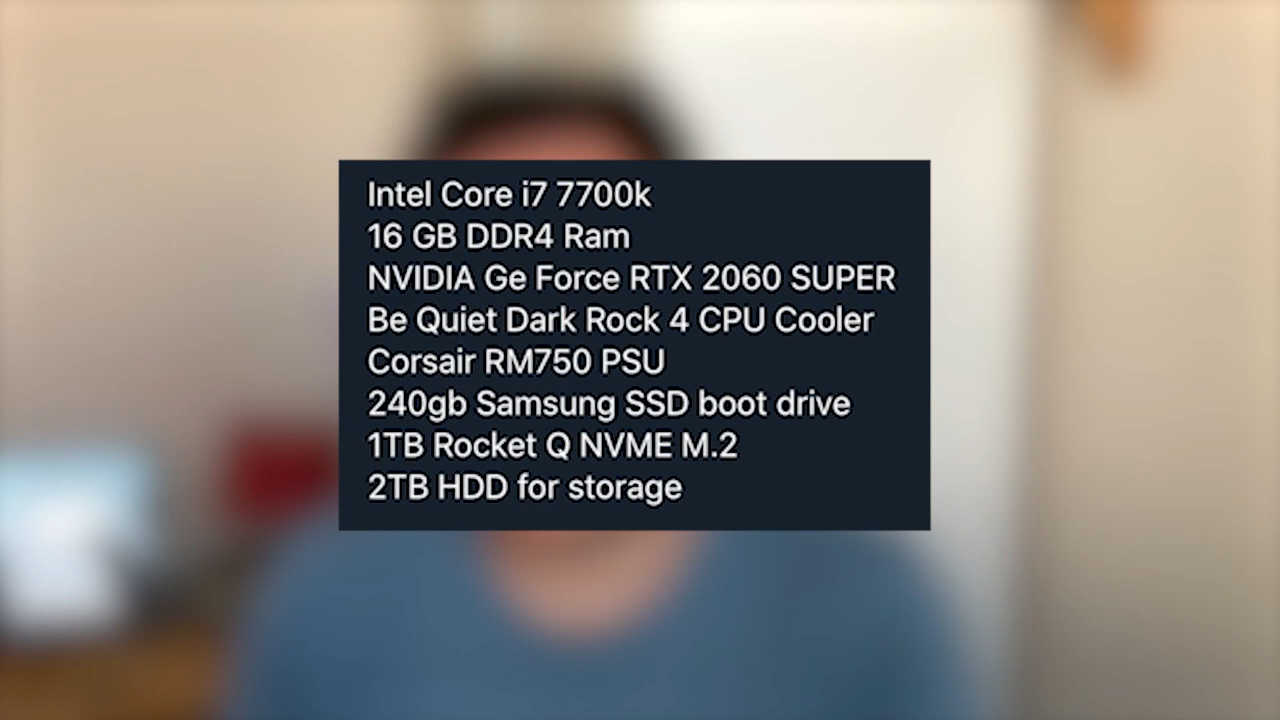 Intel Core i7 7700k
16 GB DDR4 Ram
NVIDIA Ge Force RTX 2060 SUPER
Be Quiet Dark Rock 4 CPU Cooler
Corsair RM750 PSU
240gb Samsung SSD boot drive
1TB Rocket Q NVME M.2
2TB HDD for storage